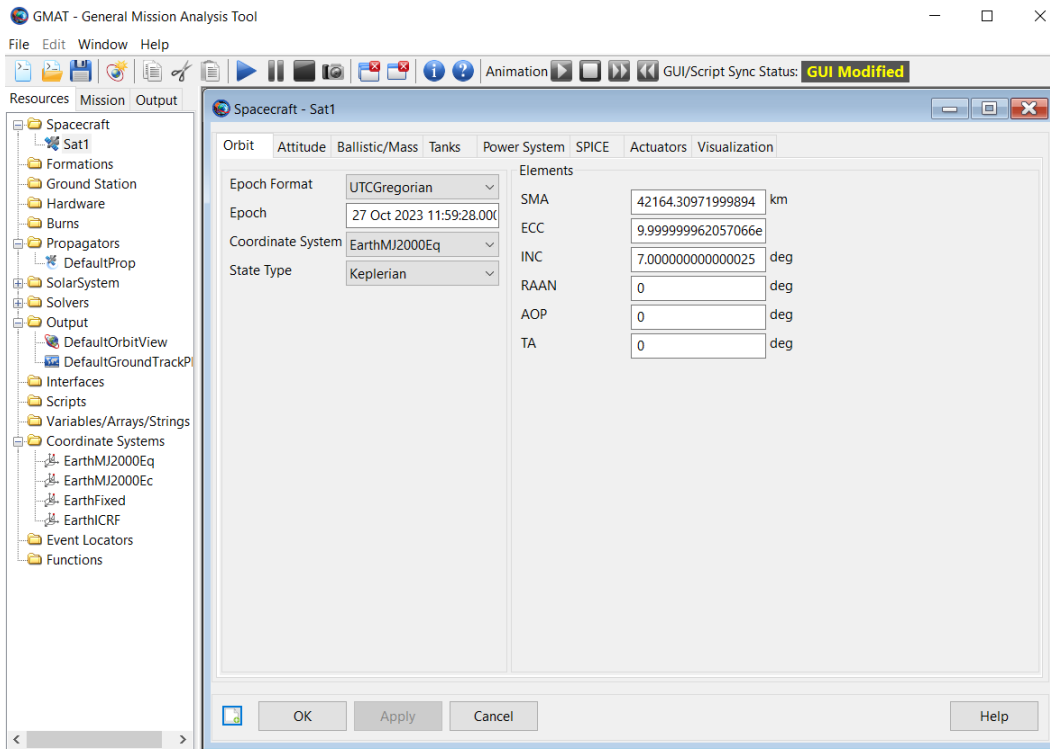 GMAT - General Mission Analysis Tool
File Edit Window Help
Animation GUI/Script Sync Status: GUI Modified
Resources Mission Output
Spacecraft
Sat1
Formations
Ground Station
Hardware
Burns
Propagators
DefaultProp
SolarSystem
Solvers
Output
DefaultOrbitView
DefaultGroundTrackPl
Interfaces
Scripts
Variables/Arrays/Strings
Coordinate Systems
EarthMJ2000Eq
EarthMJ2000Ec
EarthFixed
EarthICRF
Event Locators
Functions
Spacecraft - Sat1
Orbit Attitude Ballistic/Mass Tanks Power System SPICE Actuators Visualization
Epoch Format UTCGregorian
Epoch 27 Oct 2023 11:59:28.00(
Coordinate System EarthMJ2000Eq
State Type Keplerian
Elements
SMA 42164.30971999894 km
ECC 9.999999962057066e
INC 7.000000000000025 deg
RAAN 0 deg
AOP 0 deg
TA 0 deg
OK Apply Cancel Help